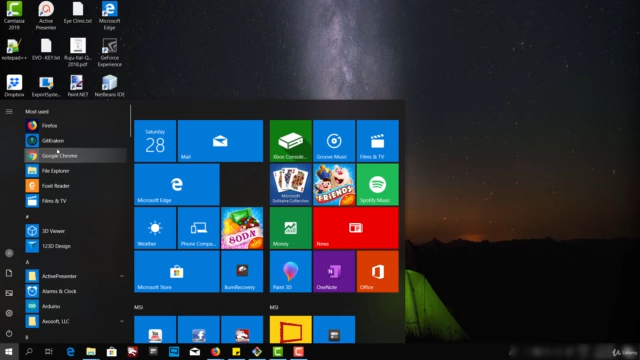 Camtasia 2019
Active Presenter
Eye Clinic.txt
Microsoft Edge
notepad++
EVO -KEY.txt
GeForce Experience
Dropbox
ExportSystem...
Paint.NET
NetBeans IDE
Most used
Firefox
GitKraken
Google Chrome
File Explorer
Foxit Reader
Films & TV
#
3D Viewer
123D Design
A
ActivePresenter
Alarms & Clock
Arduino
Axosoft, LLC
B
Saturday
28
Mail
Microsoft Edge
Weather
Phone Compa...
SODA
Microsoft Store
BurnRecovery
MSI
Xbox Console...
Groove Music
Films & TV
Microsoft Solitaire Collection
FRIENDS
Spotify Music
Money
News
Paint 3D
OneNote
Office
MSI